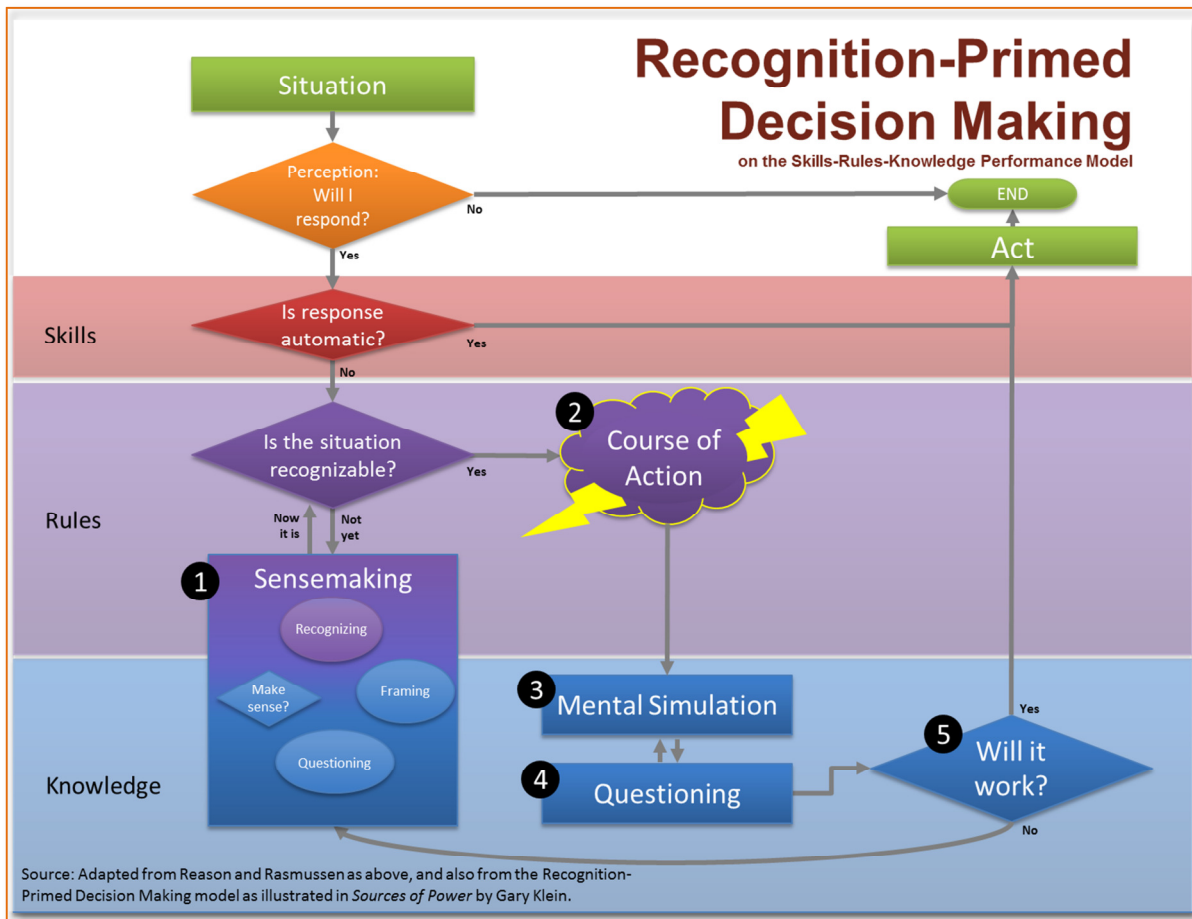 Recognition-Primed
Decision Making
on the Skills-Rules-Knowledge Performance Model
Situation
Perception:
Will I
respond?
No
Yes
END
Act
Skills
Is response
automatic?
Yes
No
Rules
Is the situation
recognizable?
Yes
2
Course of
Action
Now
it is
Not
yet
1
Sensemaking
Recognizing
Make
sense?
Framing
Questioning
Knowledge
3
Mental Simulation
4
Questioning
5
Will it
work?
Yes
No
Source: Adapted from Reason and Rasmussen as above, and also from the Recognition-
Primed Decision Making model as illustrated in Sources of Power by Gary Klein.